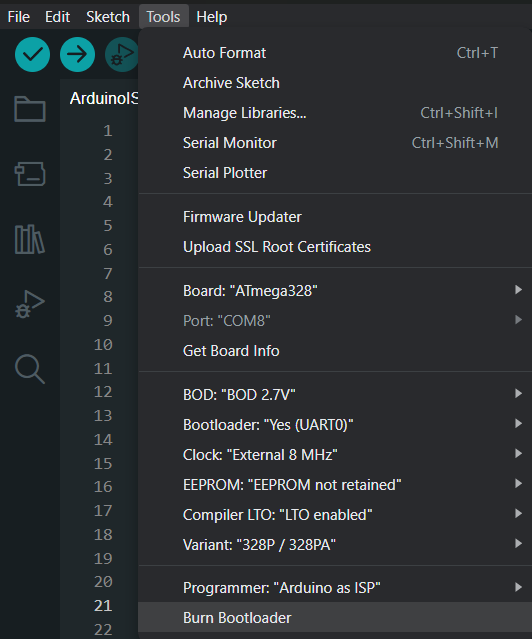 File Edit Sketch Tools Help
ArduinoIS
Auto Format Ctrl+T
Archive Sketch
Manage Libraries... Ctrl+Shift+I
Serial Monitor Ctrl+Shift+M
Serial Plotter
Firmware Updater
Upload SSL Root Certificates
Board: "ATmega328"
Port: "COM8"
Get Board Info
BOD: "BOD 2.7V"
Bootloader: "Yes (UART0)"
Clock: "External 8 MHz"
EEPROM: "EEPROM not retained"
Compiler LTO: "LTO enabled"
Variant: "328P / 328PA"
Programmer: "Arduino as ISP"
Burn Bootloader
1
2
3
4
5
6
7
8
9
10
11
12
13
14
15
16
17
18
19
20
21
22